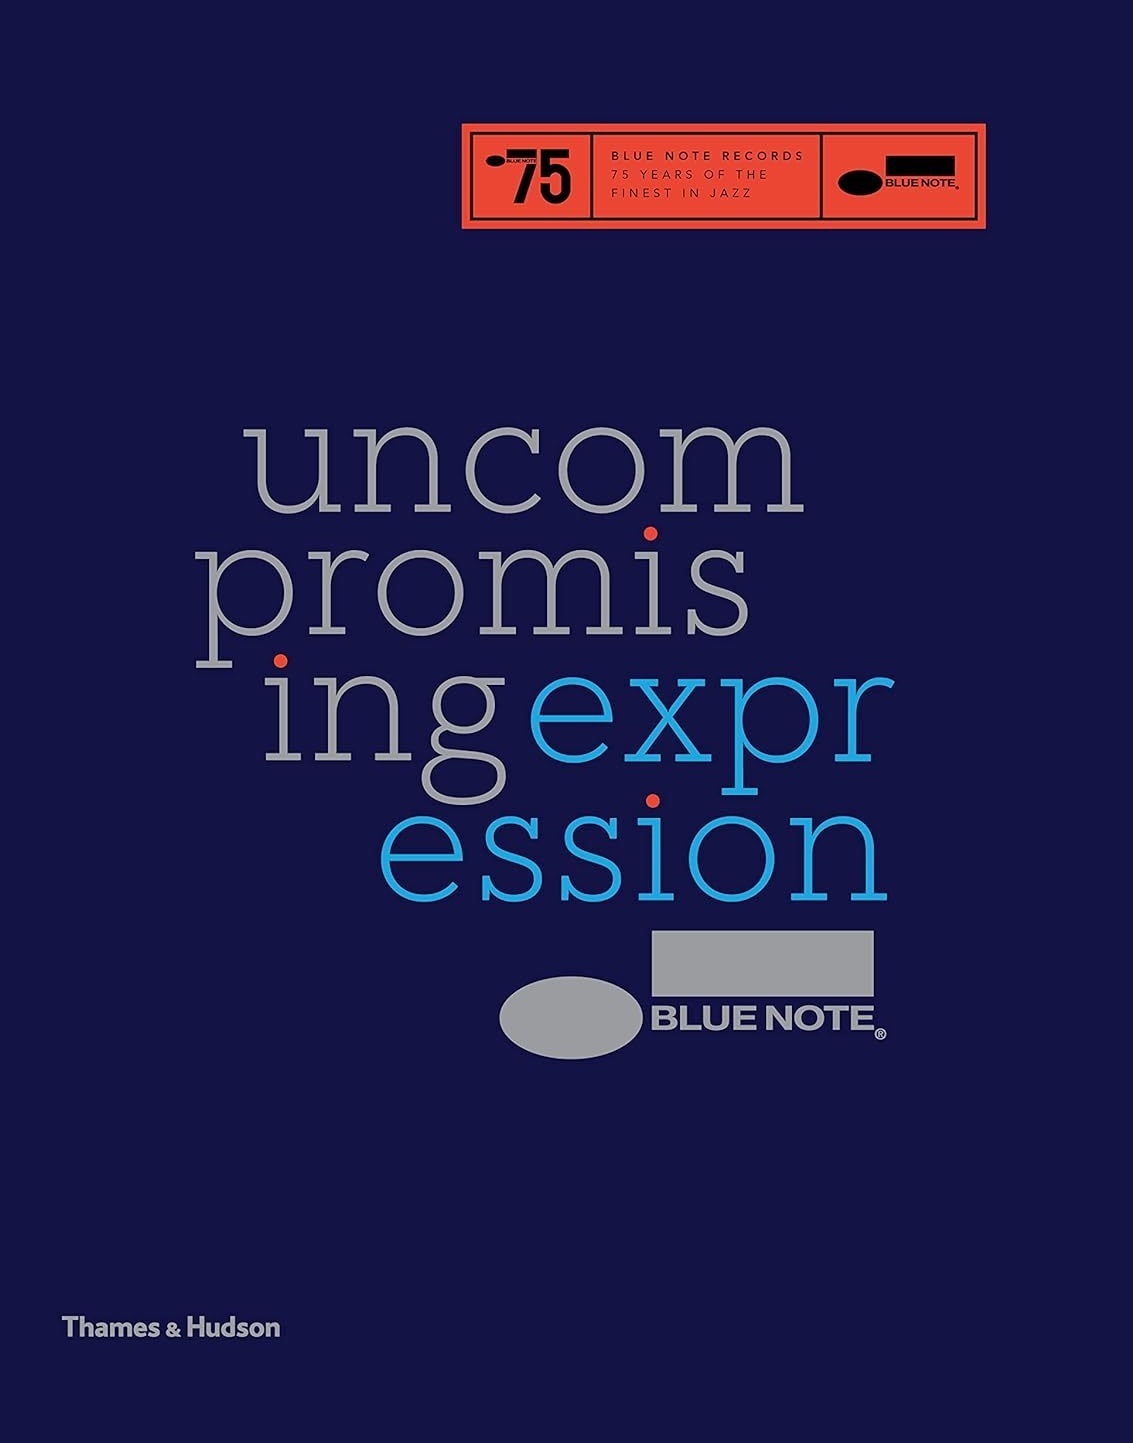 BLUE NOTE
75
BLUE NOTE RECORDS
75 YEARS OF THE
FINEST IN JAZZ
BLUE NOTE®
uncom
promis
ingexpr
ession
BLUE NOTE®
Thames & Hudson